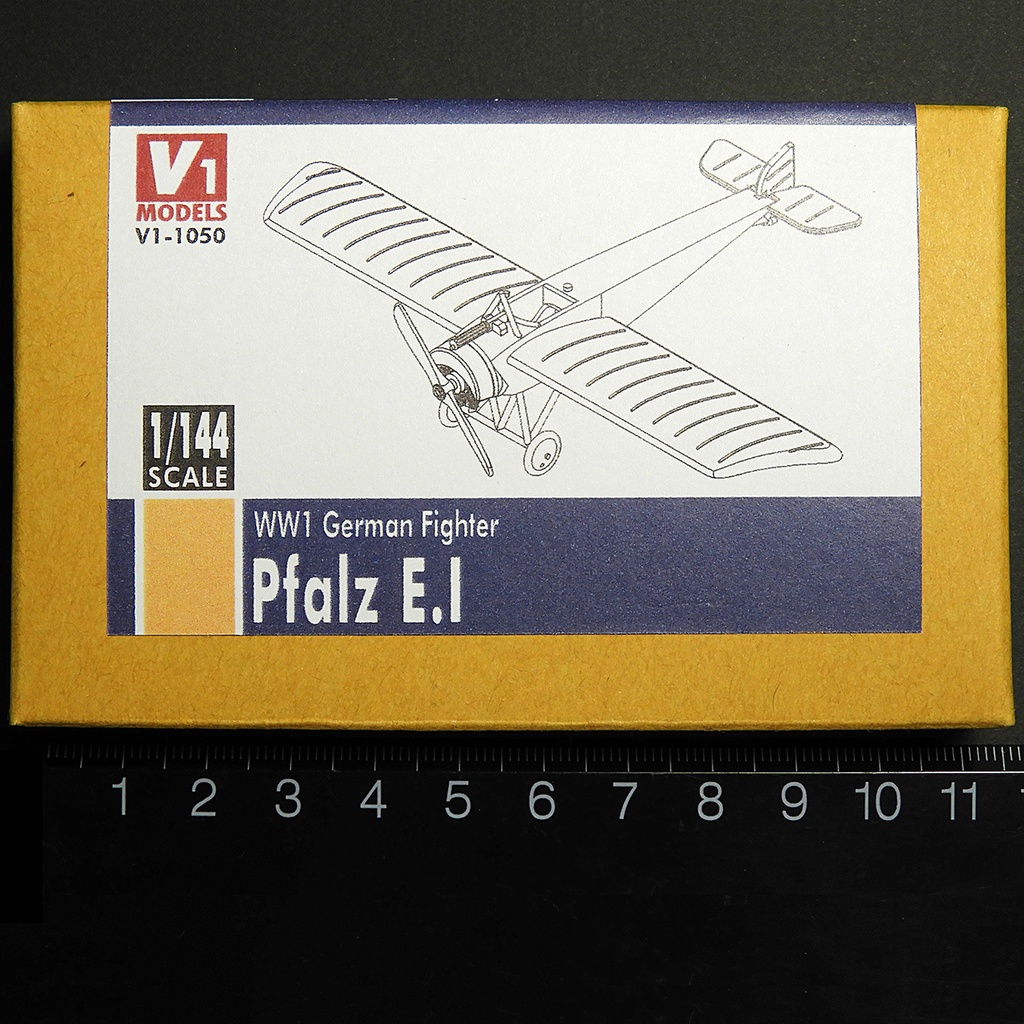 V1
MODELS
V1-1050
1/144
SCALE
WW1 German Fighter
Pfalz E.I
1 2 3 4 5 6 7 8 9 10 11